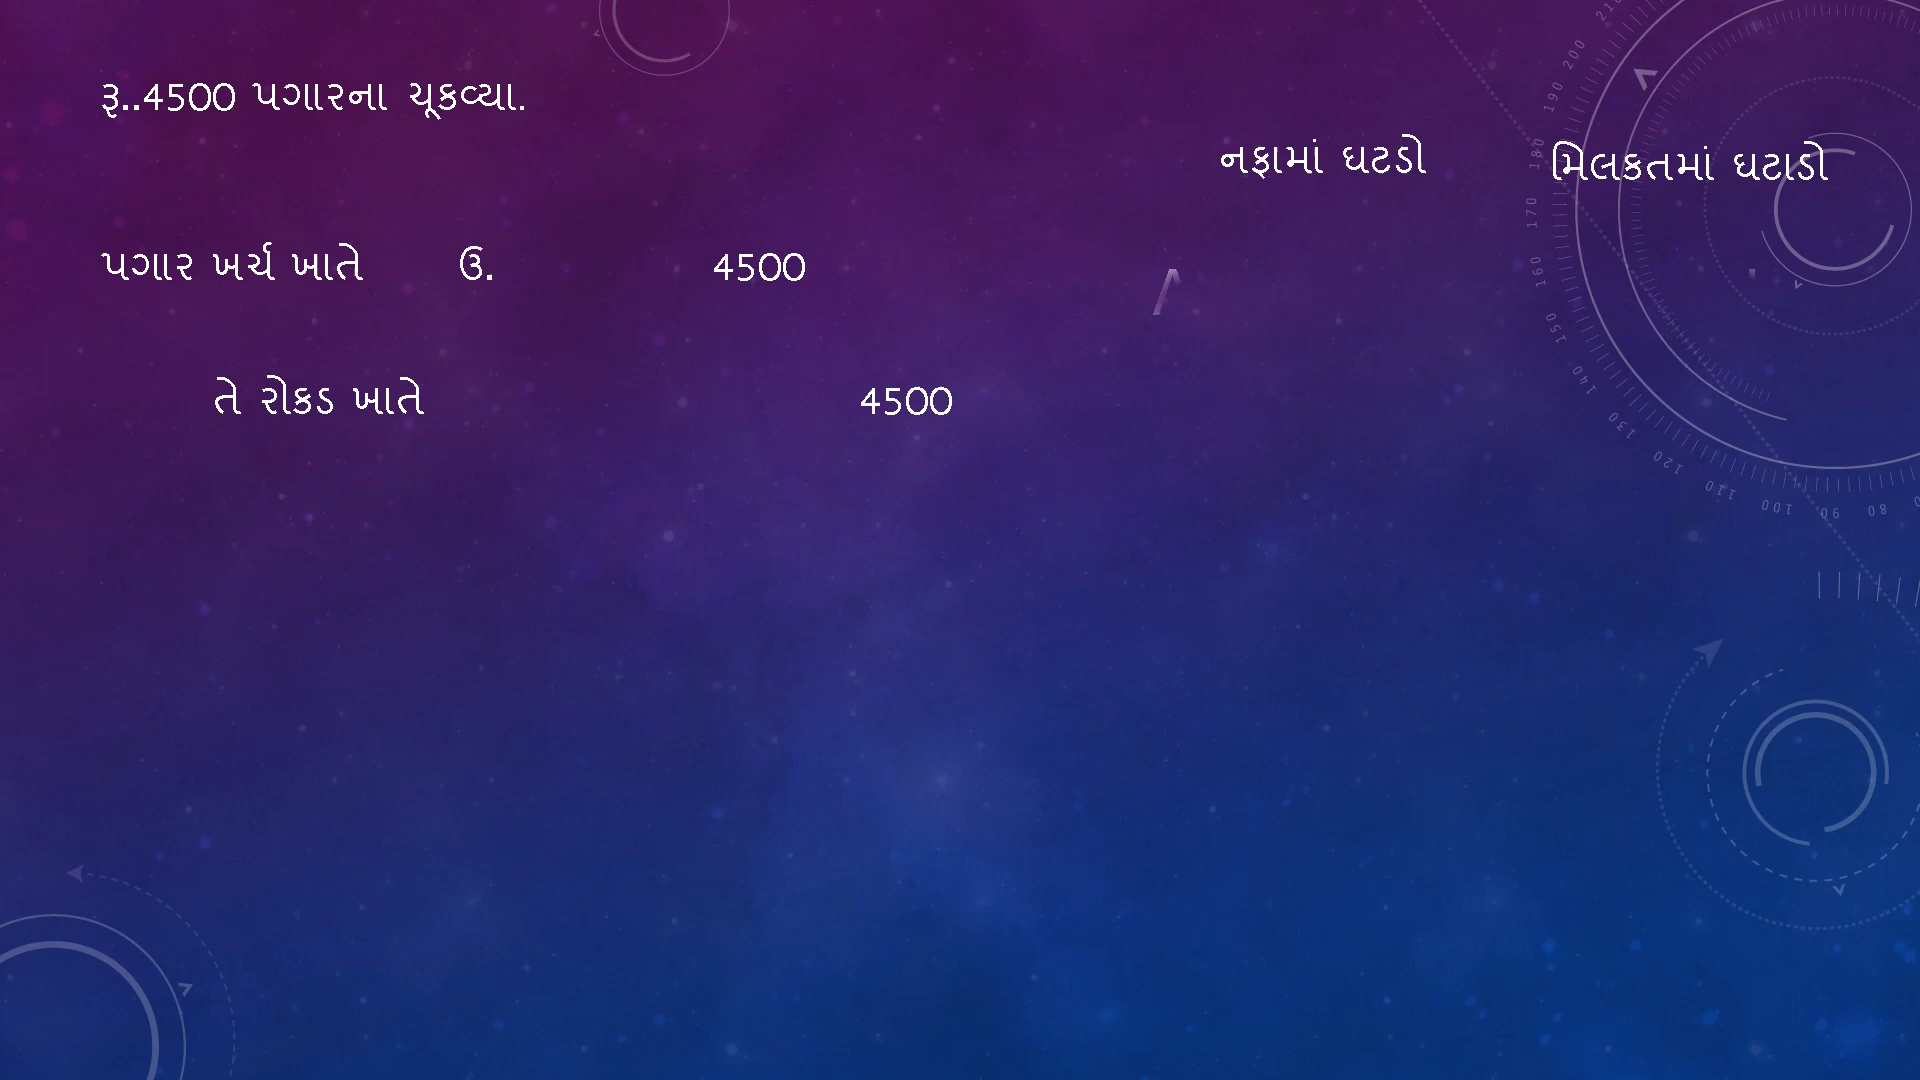 રૂ..4500 પગારના ચૂકવ્યા.
નફામાં ઘટડો મિલકતમાં ઘટાડો
પગાર ખર્ચ ખાતે ઉ. 4500
તે રોકડ ખાતે 4500